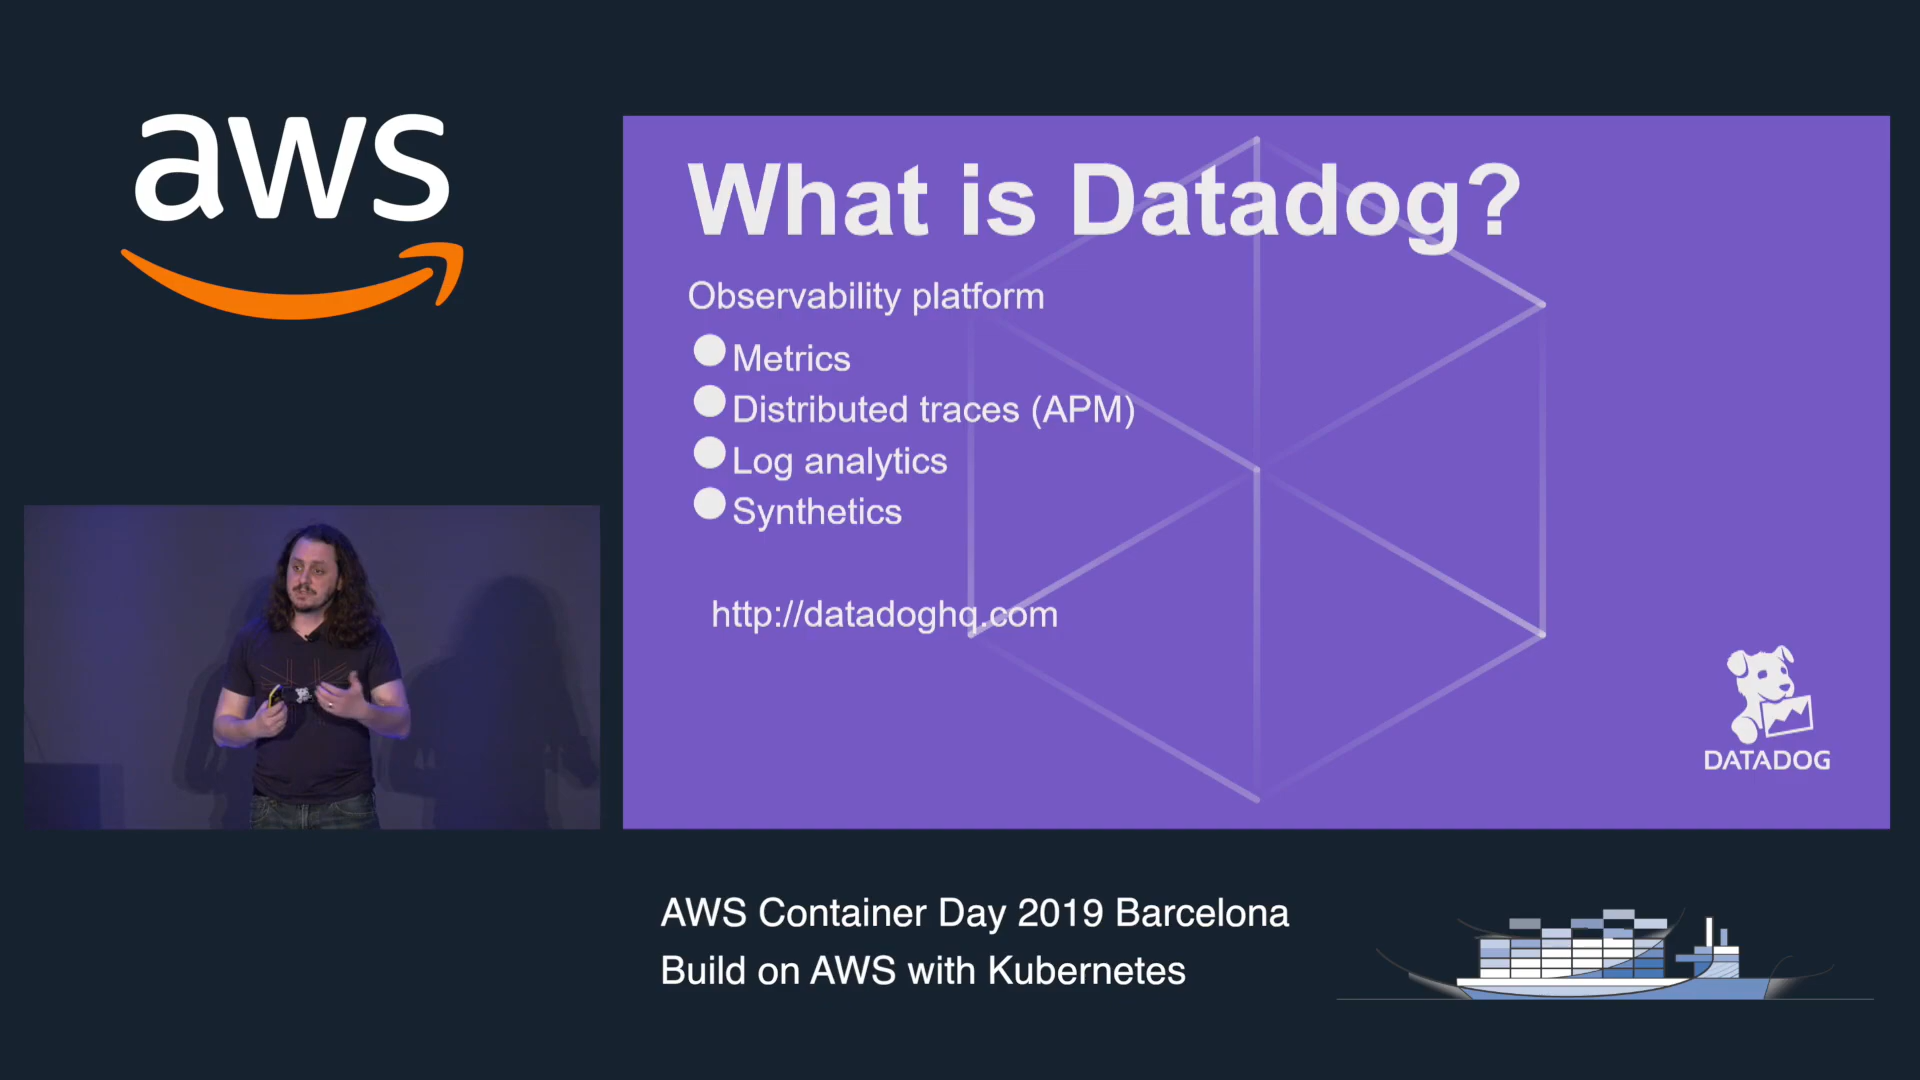 aws
What is Datadog?
Observability platform
Metrics
Distributed traces (APM)
Log analytics
Synthetics
http://datadoghq.com
DATADOG
AWS Container Day 2019 Barcelona
Build on AWS with Kubernetes